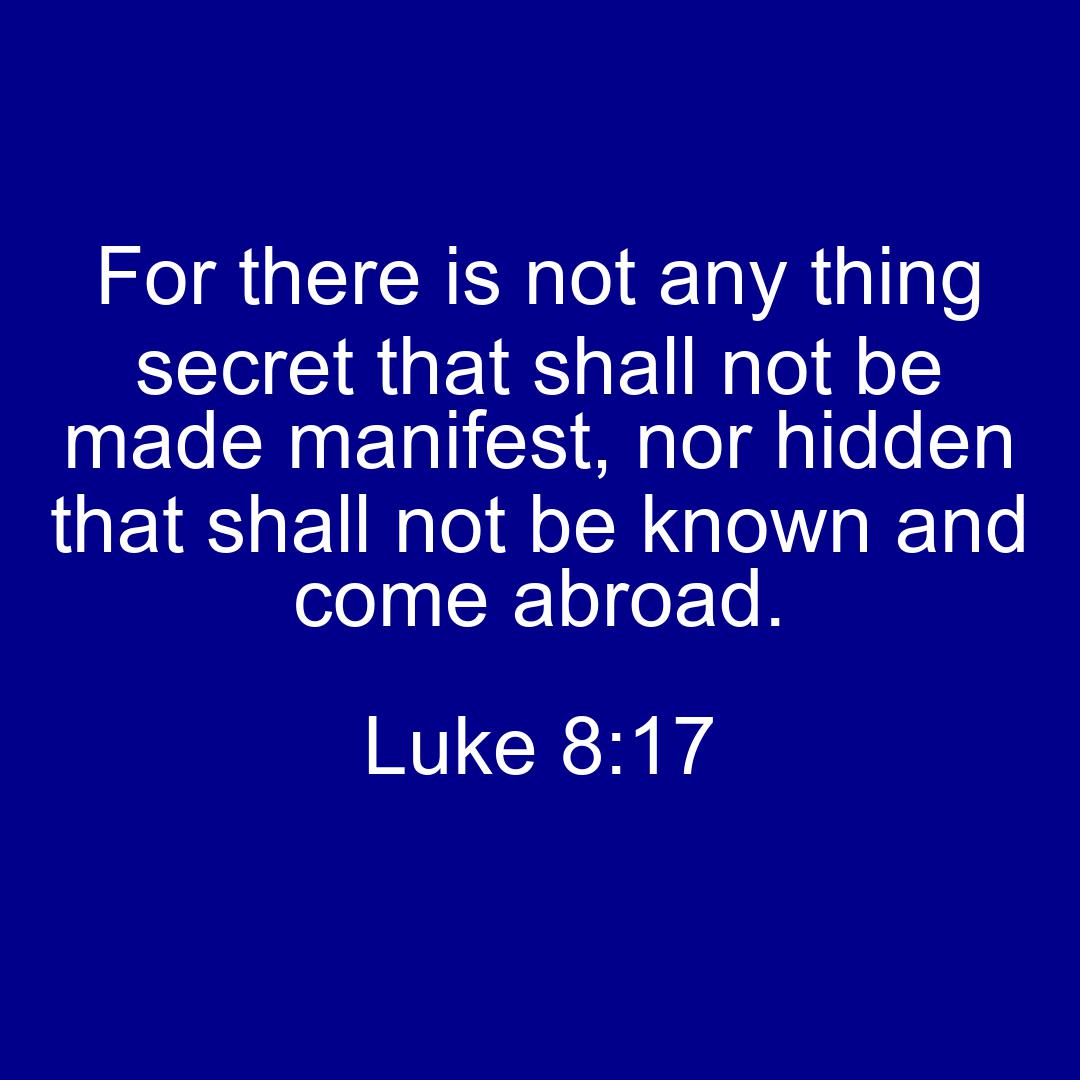 For there is not any thing
secret that shall not be
made manifest, nor hidden
that shall not be known and
come abroad.
Luke 8:17